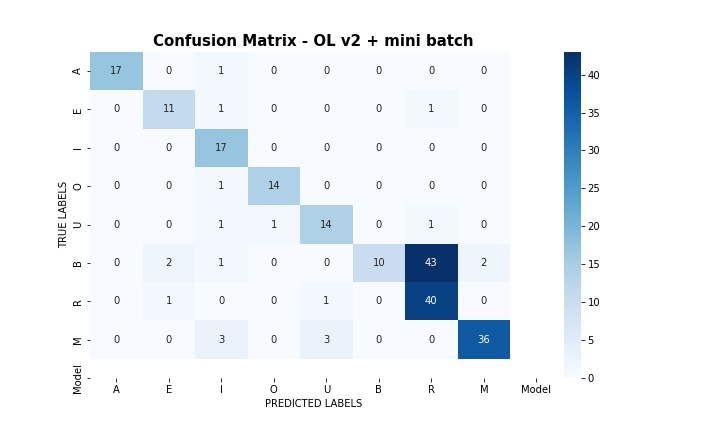 Confusion Matrix - OL v2 + mini batch
A 17 0 1 0 0 0 0 0
E 0 11 1 0 0 0 1 0
I 0 0 17 0 0 0 0 0
O 0 0 1 14 0 0 0 0
U 0 0 1 1 14 0 1 0
B 0 2 1 0 0 10 43 2
R 0 1 0 0 1 0 40 0
M 0 0 3 0 3 0 0 36
Model
A E I O U B R M Model
PREDICTED LABELS
TRUE LABELS
40
35
30
25
20
15
10
5
0